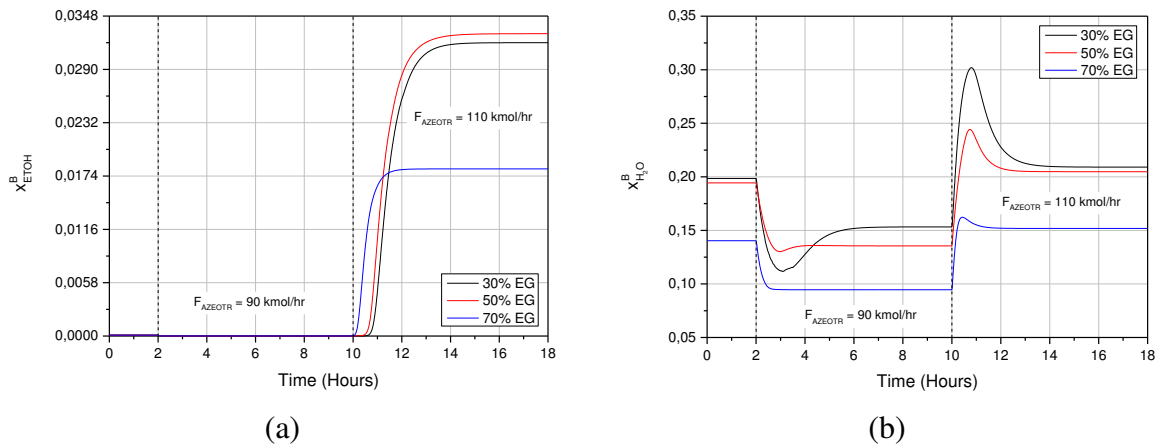 0,0348
0,0290
0,0232
0,0174
0,0116
0,0058
0,0000
x^B_ETOH
F_AZEOTR = 110 kmol/hr
F_AZEOTR = 90 kmol/hr
30% EG
50% EG
70% EG
0 2 4 6 8 10 12 14 16 18
Time (Hours)
(a)
0,35
0,30
0,25
0,20
0,15
0,10
0,05
x^B_H₂O
30% EG
50% EG
70% EG
F_AZEOTR = 110 kmol/hr
F_AZEOTR = 90 kmol/hr
0 2 4 6 8 10 12 14 16 18
Time (Hours)
(b)